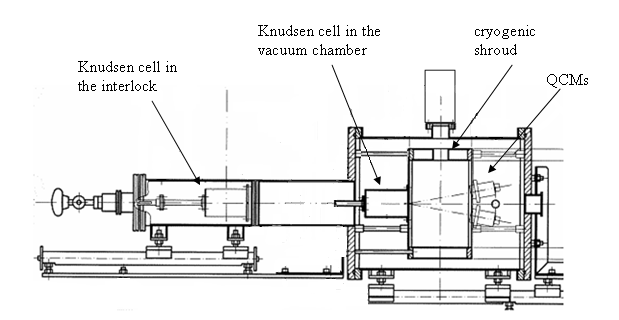 Knudsen cell in the
vacuum chamber
cryogenic
shroud
Knudsen cell in
the interlock
QCMs